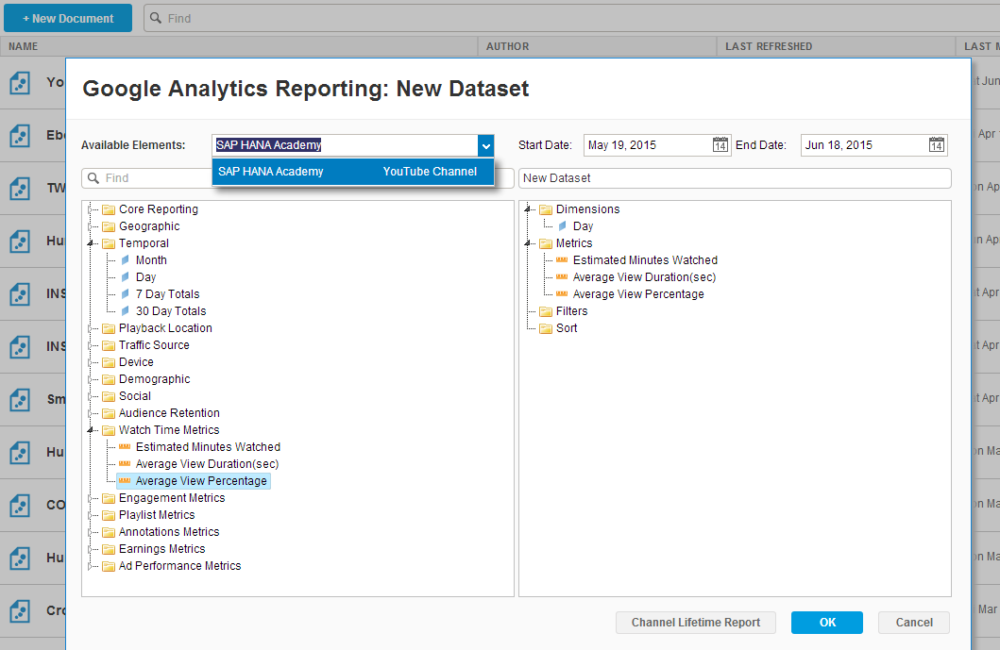 + New Document
Find
NAME
AUTHOR
LAST REFRESHED
LAST M
Google Analytics Reporting: New Dataset
Available Elements:
SAP HANA Academy
Start Date:
May 19, 2015
14
End Date:
Jun 18, 2015
14
SAP HANA Academy YouTube Channel
Find
New Dataset
Core Reporting
Geographic
Temporal
Month
Day
7 Day Totals
30 Day Totals
Playback Location
Traffic Source
Device
Demographic
Social
Audience Retention
Watch Time Metrics
Estimated Minutes Watched
Average View Duration(sec)
Average View Percentage
Engagement Metrics
Playlist Metrics
Annotations Metrics
Earnings Metrics
Ad Performance Metrics
Dimensions
Day
Metrics
Estimated Minutes Watched
Average View Duration(sec)
Average View Percentage
Filters
Sort
Channel Lifetime Report
OK
Cancel
Yo
Ebo
TW
Hu
INS
INS
Sm
Hu
CO
Hu
Cro
t Jun
Apr
n Ap
n Ap
t Apr
t Apr
t Apr
n Ma
n Ma
n Ma
Mar